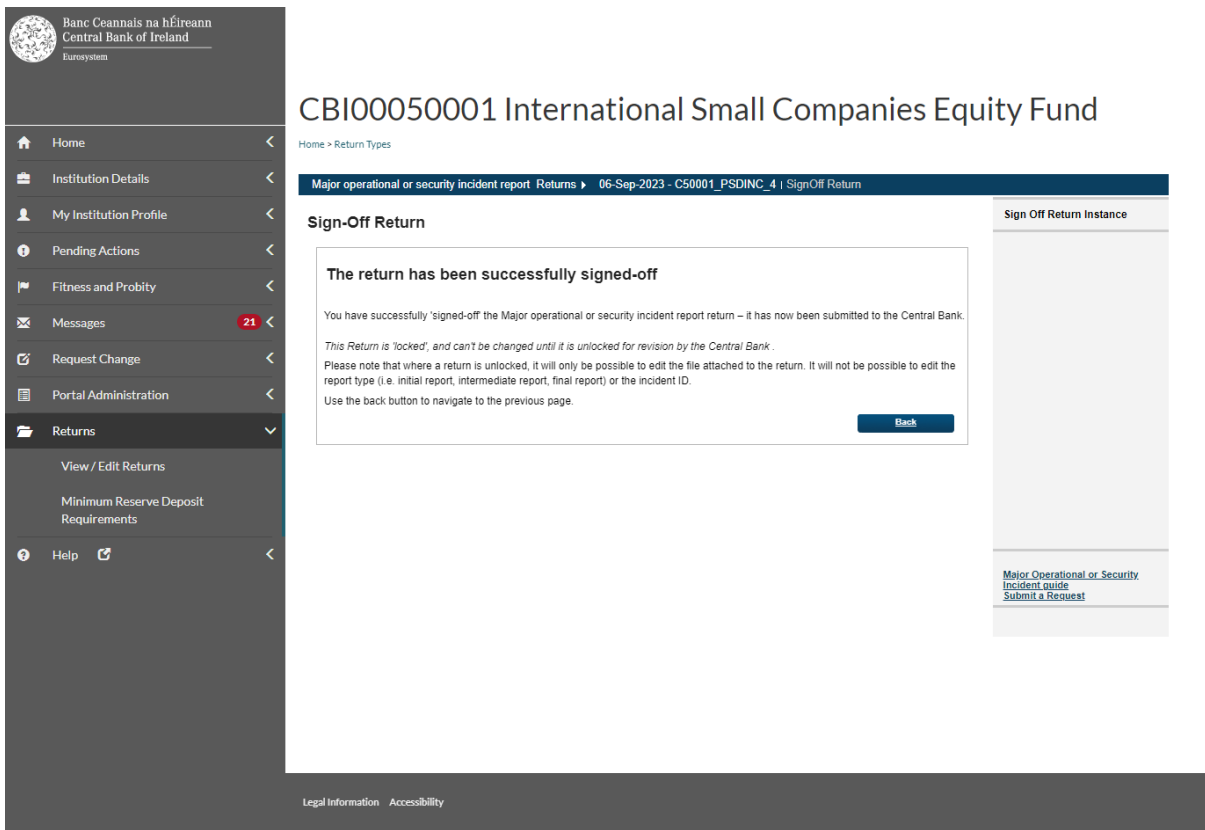 Banc Ceannais na hÉireann
Central Bank of Ireland
Eurosystem
Home
Institution Details
My Institution Profile
Pending Actions
Fitness and Probity
Messages 21
Request Change
Portal Administration
Returns
View / Edit Returns
Minimum Reserve Deposit
Requirements
Help
CBI00050001 International Small Companies Equity Fund
Home > Return Types
Major operational or security incident report Returns 06-Sep-2023 - C50001_PSDINC_4 | SignOff Return
Sign-Off Return
The return has been successfully signed-off
You have successfully 'signed-off' the Major operational or security incident report return – it has now been submitted to the Central Bank.
This Return is 'locked', and can't be changed until it is unlocked for revision by the Central Bank .
Please note that where a return is unlocked, it will only be possible to edit the file attached to the return. It will not be possible to edit the
report type (i.e. initial report, intermediate report, final report) or the incident ID.
Use the back button to navigate to the previous page.
Back
Sign Off Return Instance
Major Operational or Security
Incident guide
Submit a Request
Legal Information Accessibility